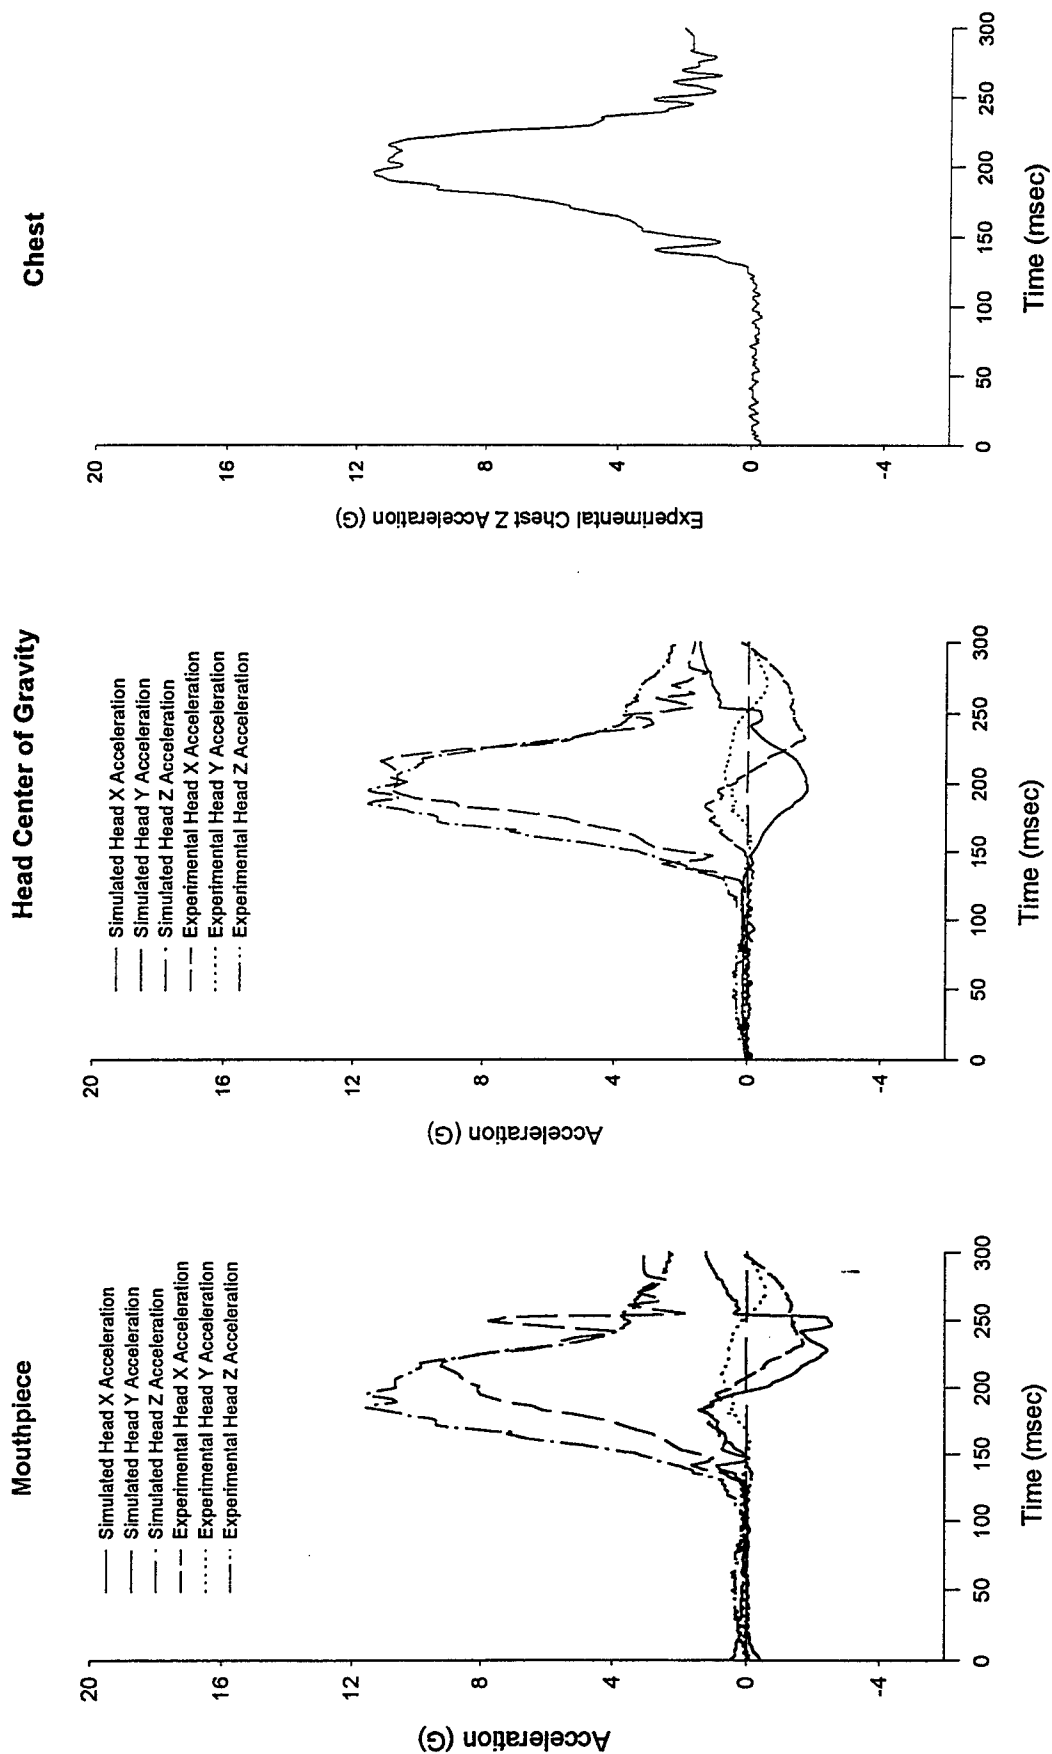 Mouthpiece
Simulated Head X Acceleration
Simulated Head Y Acceleration
Simulated Head Z Acceleration
Experimental Head X Acceleration
Experimental Head Y Acceleration
Experimental Head Z Acceleration
Acceleration (G)
20
16
12
8
4
0
-4
0
50
100
150
200
250
300
Time (msec)
Head Center of Gravity
Simulated Head X Acceleration
Simulated Head Y Acceleration
Simulated Head Z Acceleration
Experimental Head X Acceleration
Experimental Head Y Acceleration
Experimental Head Z Acceleration
Acceleration (G)
20
16
12
8
4
0
-4
0
50
100
150
200
250
300
Time (msec)
Chest
Experimental Chest Z Acceleration (G)
20
16
12
8
4
0
-4
0
50
100
150
200
250
300
Time (msec)